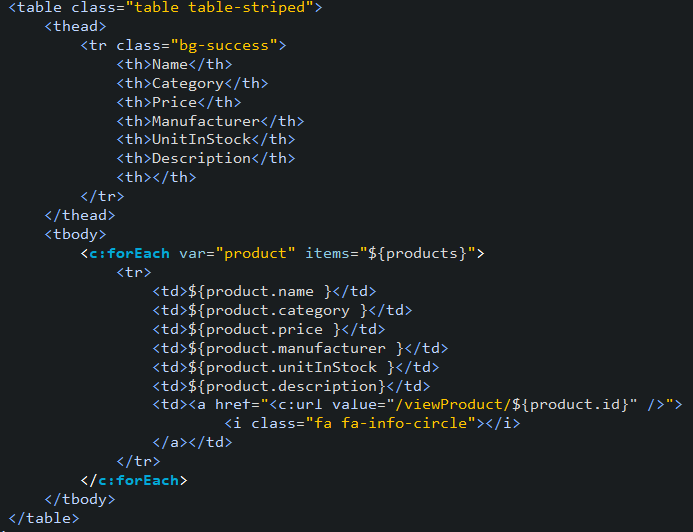 <table class="table table-striped">
    <thead>
        <tr class="bg-success">
            <th>Name</th>
            <th>Category</th>
            <th>Price</th>
            <th>Manufacturer</th>
            <th>UnitInStock</th>
            <th>Description</th>
            <th></th>
        </tr>
    </thead>
    <tbody>
        <c:forEach var="product" items="${products}">
            <tr>
                <td>${product.name }</td>
                <td>${product.category }</td>
                <td>${product.price }</td>
                <td>${product.manufacturer }</td>
                <td>${product.unitInStock }</td>
                <td>${product.description}</td>
                <td><a href="<c:url value="/viewProduct/${product.id}" />">
                        <i class="fa fa-info-circle"></i>
                </a></td>
            </tr>
        </c:forEach>
    </tbody>
</table>